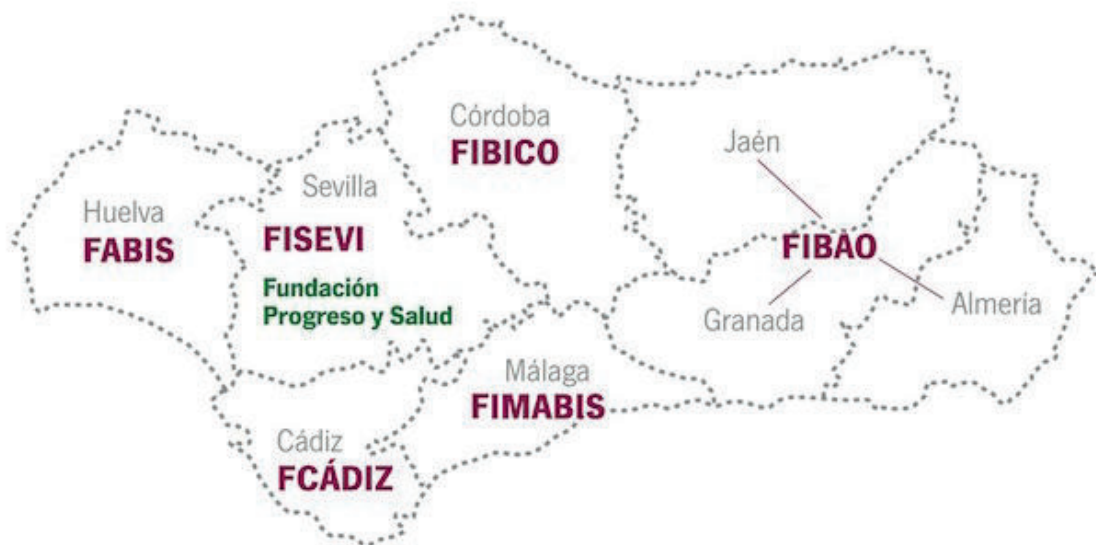 Córdoba
FIBICO
Jaén
Sevilla
Huelva
FABIS
FISEVI
FIBAO
Fundación
Progreso y Salud
Granada
Almería
Málaga
FIMABIS
Cádiz
FCÁDIZ